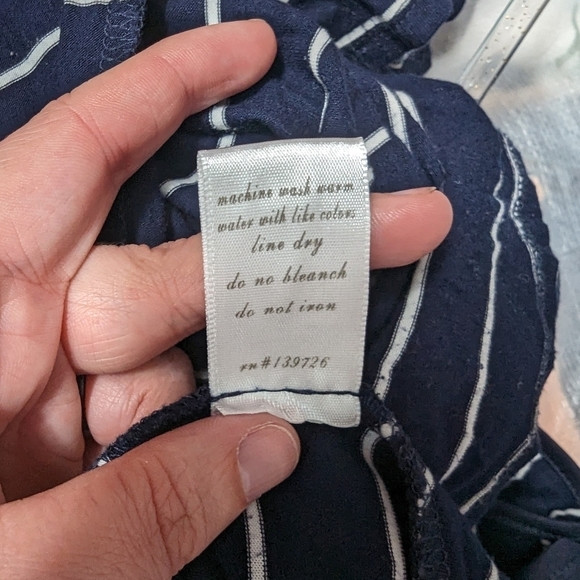 machine wash warm
water with like colors
line dry
do no bleanch
do not iron
rn#139726